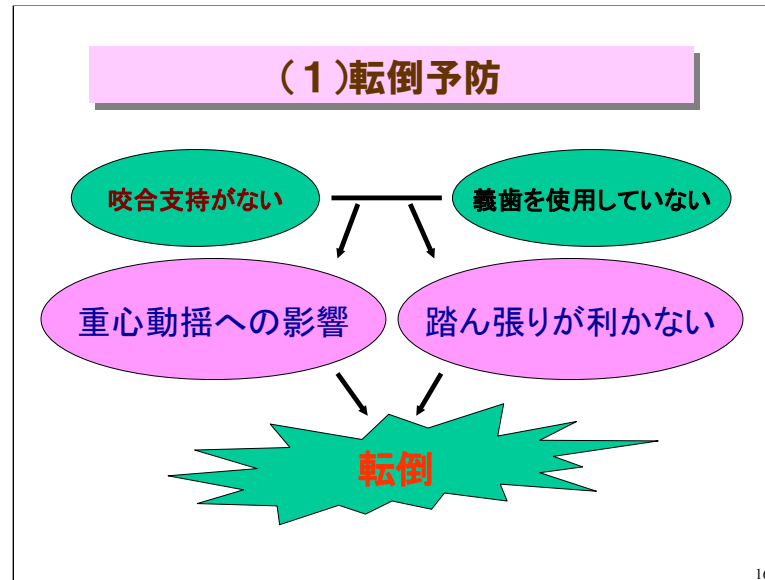 (１)転倒予防
咬合支持がない
義歯を使用していない
重心動揺への影響
踏ん張りが利かない
転倒